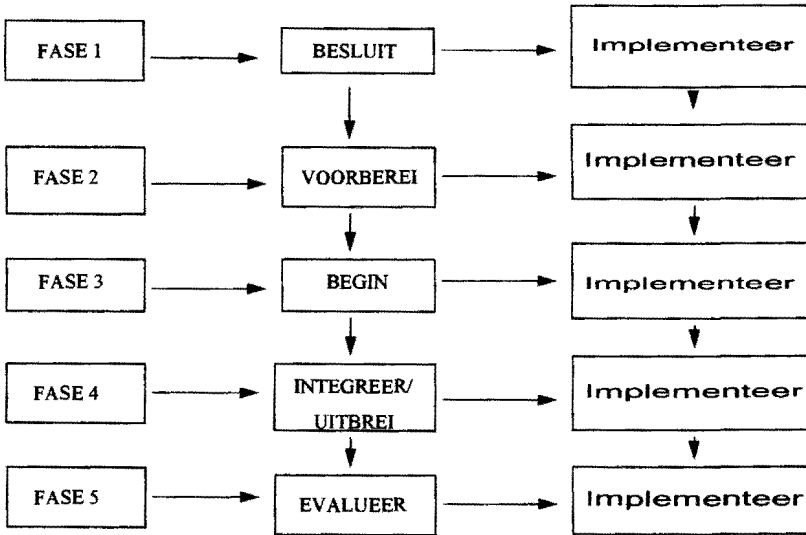 FASE 1
BESLUIT
Implementeer
FASE 2
VOORBEREI
Implementeer
FASE 3
BEGIN
Implementeer
FASE 4
INTEGREER/
UITBREI
Implementeer
FASE 5
EVALUEER
Implementeer